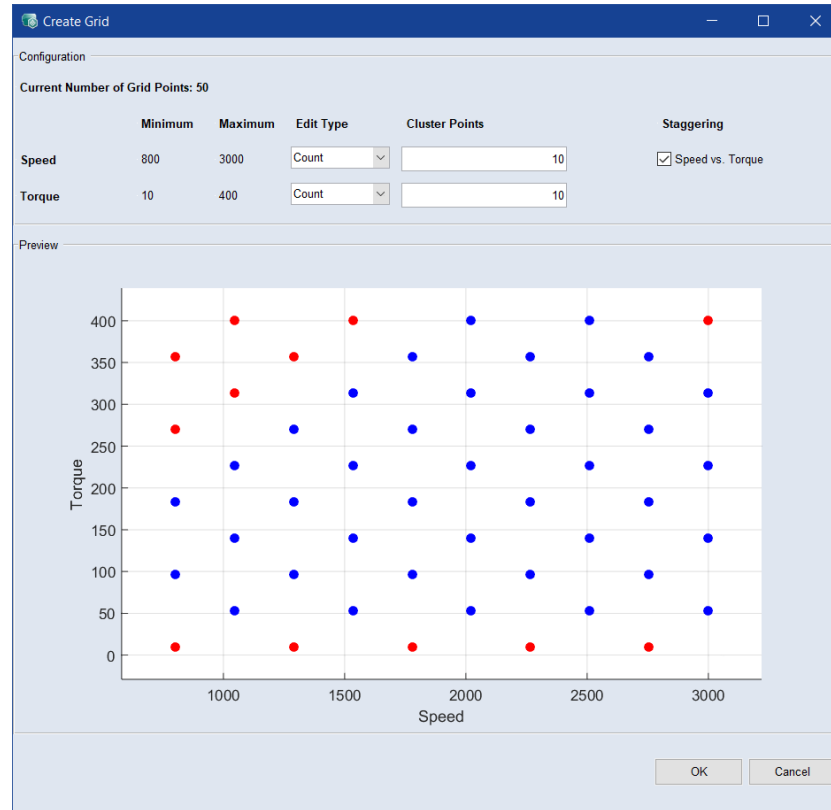 Create Grid
Configuration
Current Number of Grid Points: 50
Minimum Maximum Edit Type Cluster Points Staggering
Speed 800 3000 Count 10 Speed vs. Torque
Torque 10 400 Count 10
Preview
400
350
300
250
200
150
100
50
0
Torque
1000 1500 2000 2500 3000
Speed
OK Cancel